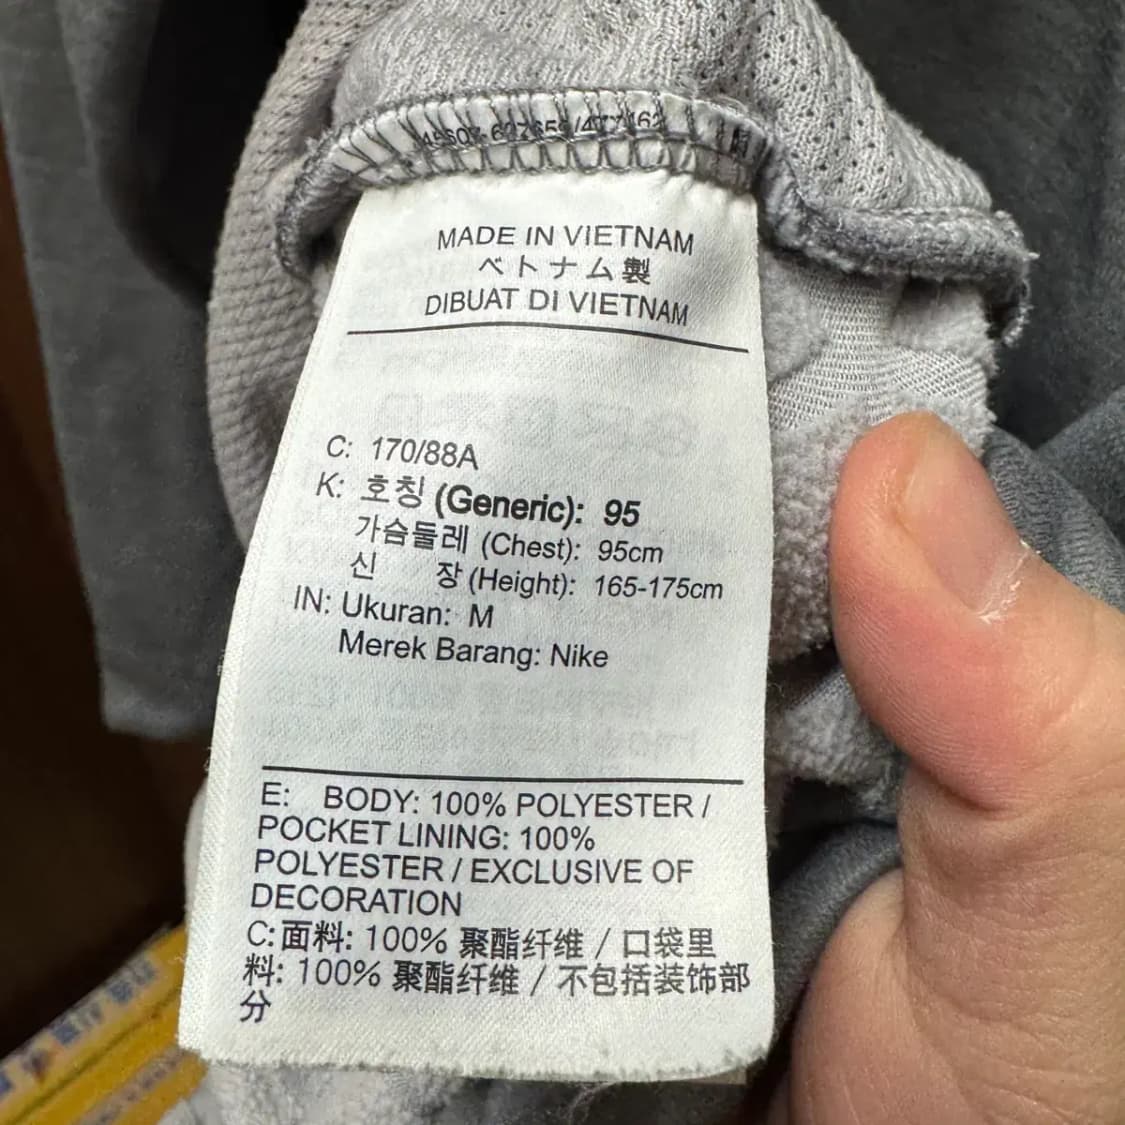 MADE IN VIETNAM
ベトナム製
DIBUAT DI VIETNAM
C: 170/88A
K: 호칭 (Generic): 95
가슴둘레 (Chest): 95cm
신 장 (Height): 165-175cm
IN: Ukuran: M
Merek Barang: Nike
E: BODY: 100% POLYESTER /
POCKET LINING: 100%
POLYESTER / EXCLUSIVE OF
DECORATION
C: 面料: 100% 聚酯纤维 / 口袋里
料: 100% 聚酯纤维 / 不包括装饰部
分